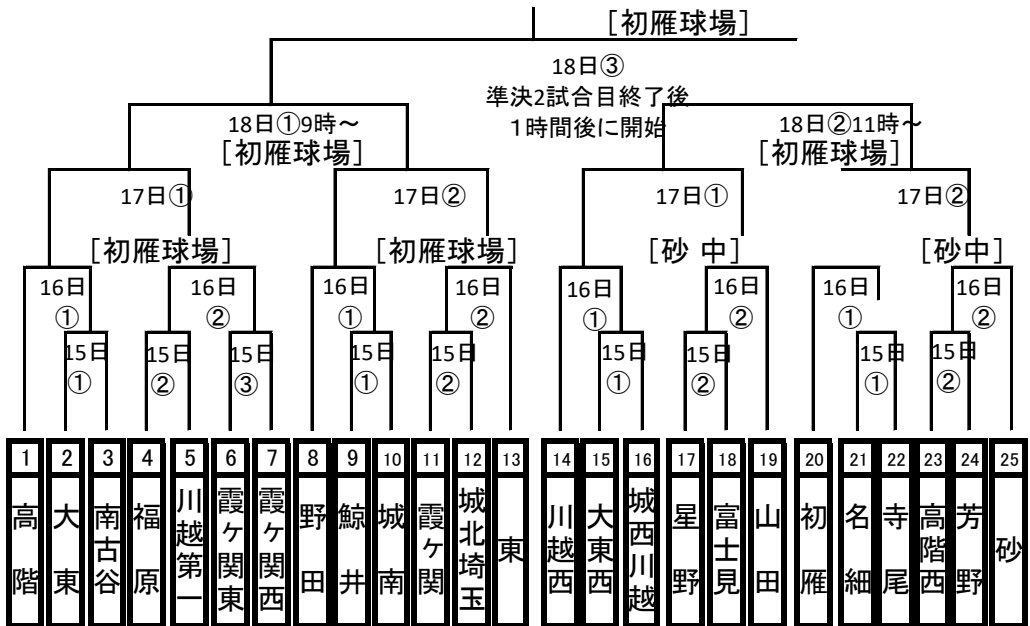 ［初雁球場］
18日③
準決2試合目終了後
1時間後に開始
18日①9時～
［初雁球場］
18日②11時～
［初雁球場］
17日①
17日②
17日①
17日②
［初雁球場］
［初雁球場］
［砂 中］
［砂中］
16日
①
16日
②
16日
①
16日
②
16日
①
16日
②
16日
①
16日
②
15日
①
15日
②
15日
③
15日
①
15日
②
15日
①
15日
②
15日
①
15日
②
1 高階
2 大東
3 南古谷
4 福原
5 川越第一
6 霞ヶ関東
7 霞ヶ関西
8 野田
9 鯨井
10 城南
11 霞ヶ関
12 城北埼玉
13 東
14 川越西
15 大東西
16 城西川越
17 星野
18 富士見
19 山田
20 初雁
21 名細
22 寺尾
23 高階西
24 芳野
25 砂